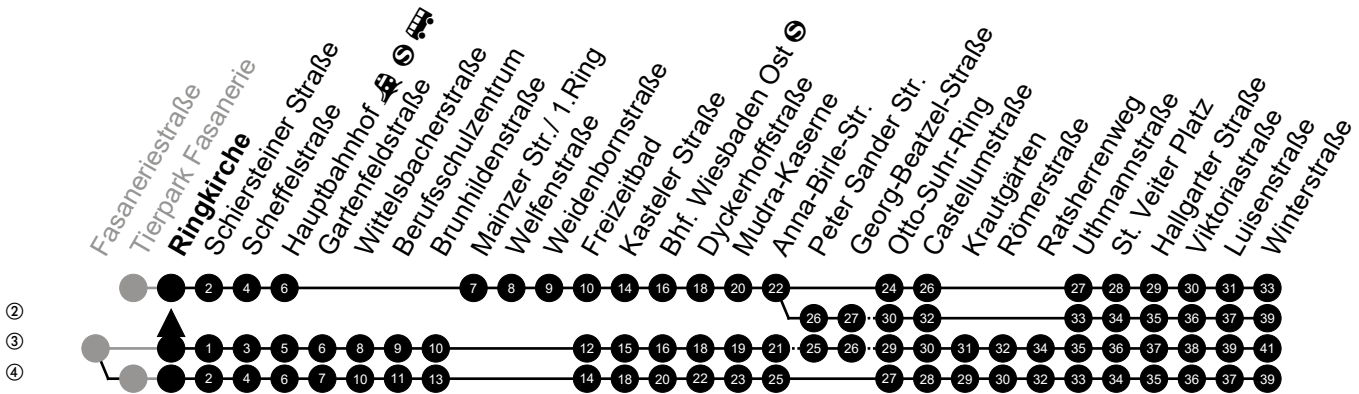 Fasaneriestraße
Tierpark Fasanerie
Ringkirche
Schiersteiner Straße
Scheffelstraße
Hauptbahnhof S
Gartenfeldstraße
Wittelsbacherstraße
Berufsschulzentrum
Brunhildenstraße
Mainzer Str./ 1.Ring
Welfenstraße
Weidenbornstraße
Freizeitbad
Kasteler Straße
Bhf. Wiesbaden Ost S
Dyckerhoffstraße
Mudra-Kaserne
Anna-Birle-Str.
Peter Sander Str.
Georg-Beatzel-Straße
Otto-Suhr-Ring
Castellumstraße
Krautgärten
Römerstraße
Ratsherrenweg
Uthmannstraße
St. Veiter Platz
Hallgarter Straße
Viktoriastraße
Luisenstraße
Winterstraße
2 4 6 7 8 9 10 14 16 18 20 22 24 26 27 28 29 30 31 33
② 26 27 30 32 33 34 35 36 37 39
③ 1 3 5 6 8 9 10 12 15 16 18 19 21 25 26 29 30 31 32 34 35 36 37 38 39 41
④ 2 4 6 7 10 11 13 14 18 20 22 23 25 27 28 29 30 32 33 34 35 36 37 39